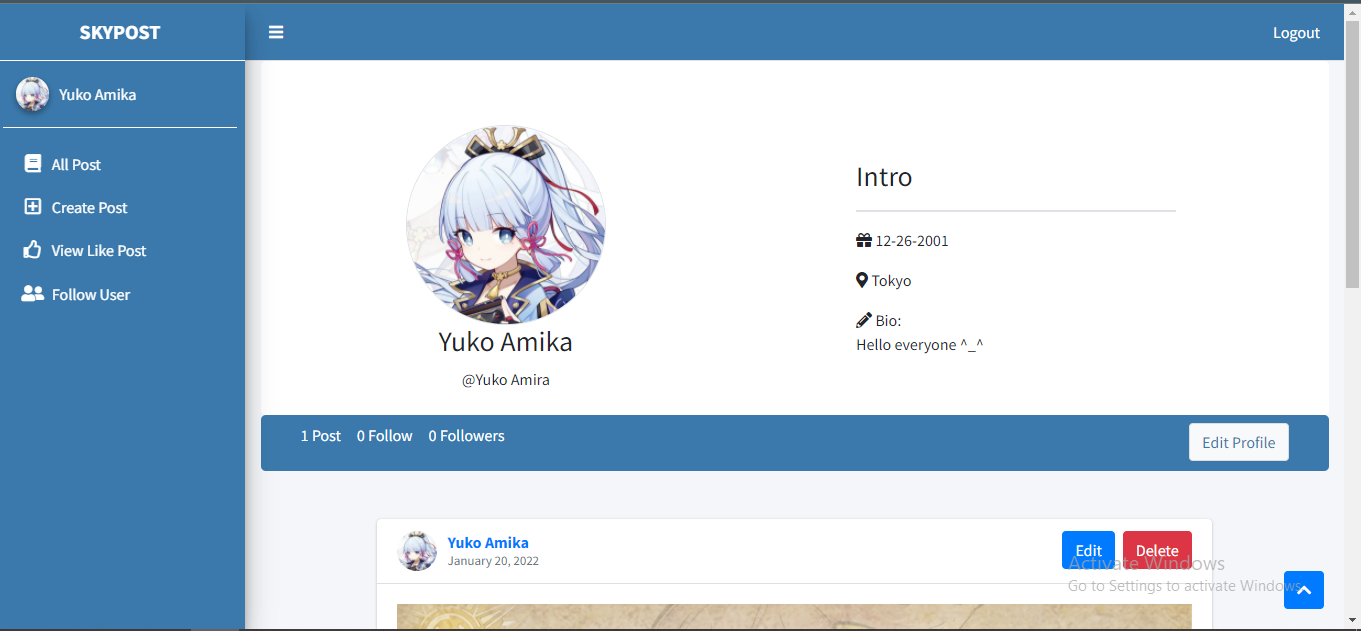 SKYPOST
Logout
Yuko Amika
All Post
Create Post
View Like Post
Follow User
Yuko Amika
@Yuko Amira
Intro
12-26-2001
Tokyo
Bio:
Hello everyone ^_^
1 Post 0 Follow 0 Followers
Edit Profile
Yuko Amika
January 20, 2022
Edit Delete
Activate Windows
Go to Settings to activate Windows.